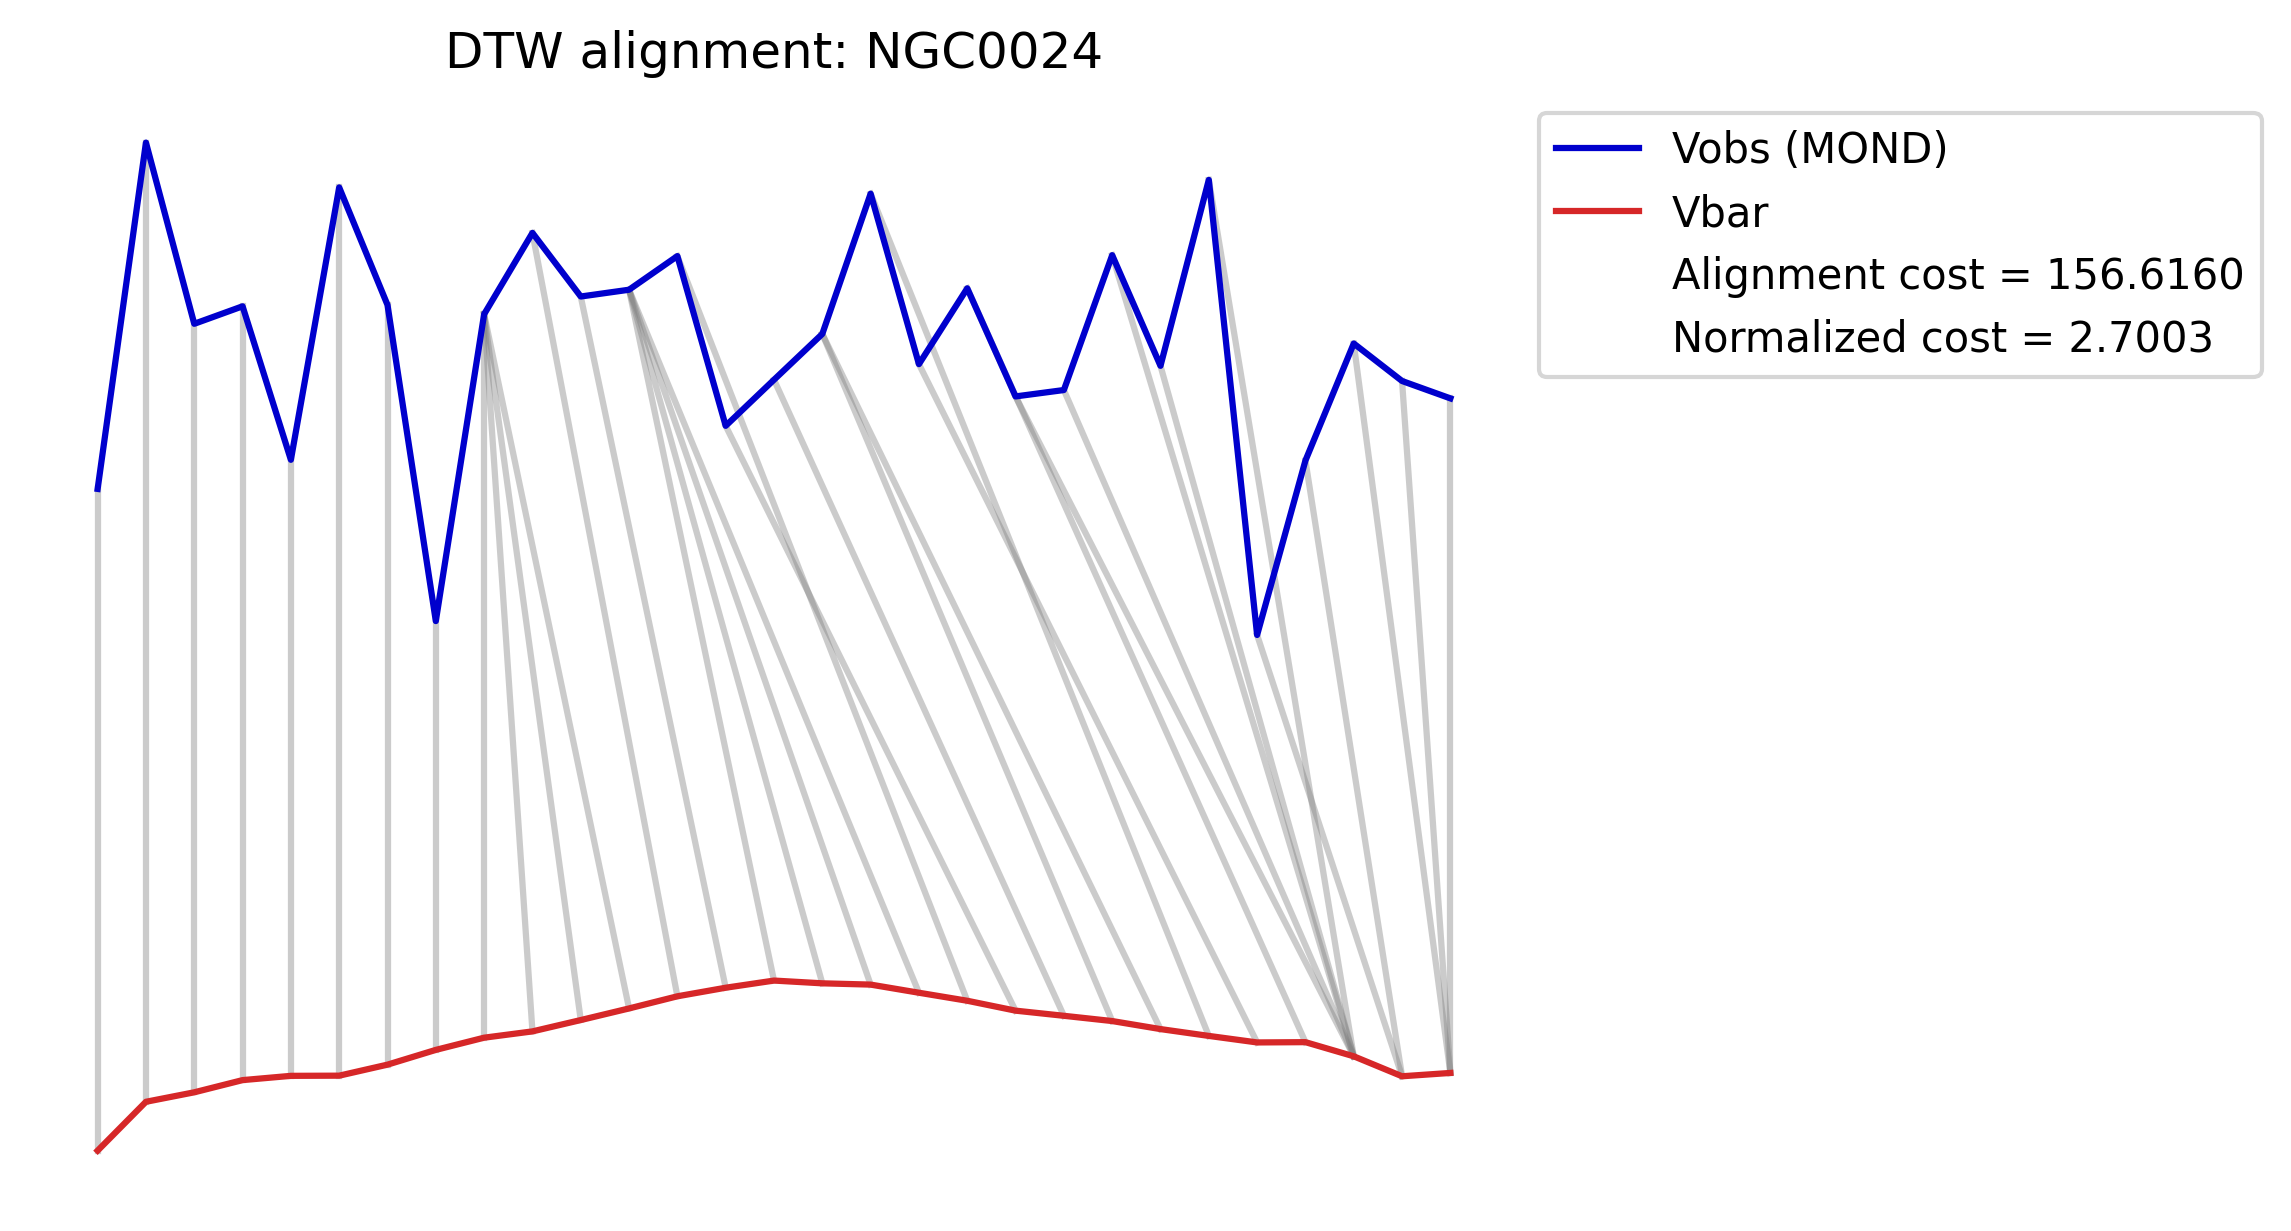 DTW alignment: NGC0024
Vobs (MOND)
Vbar
Alignment cost = 156.6160
Normalized cost = 2.7003